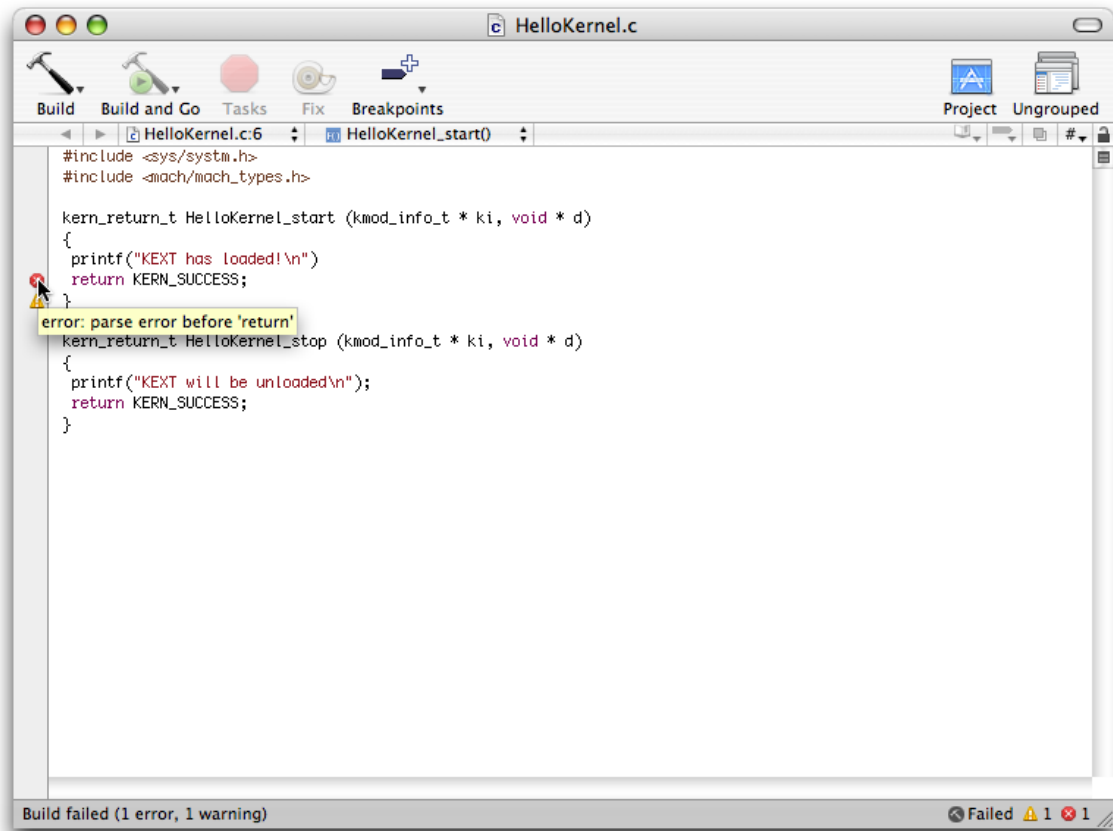 HelloKernel.c
Build Build and Go Tasks Fix Breakpoints Project Ungrouped
HelloKernel.c:6 HelloKernel_start() #
#include <sys/systm.h>
#include <mach/mach_types.h>
kern_return_t HelloKernel_start (kmod_info_t * ki, void * d)
{
printf("KEXT has loaded!\n")
return KERN_SUCCESS;
}
error: parse error before 'return'
kern_return_t HelloKernel_stop (kmod_info_t * ki, void * d)
{
printf("KEXT will be unloaded\n");
return KERN_SUCCESS;
}
Build failed (1 error, 1 warning) Failed 1 1